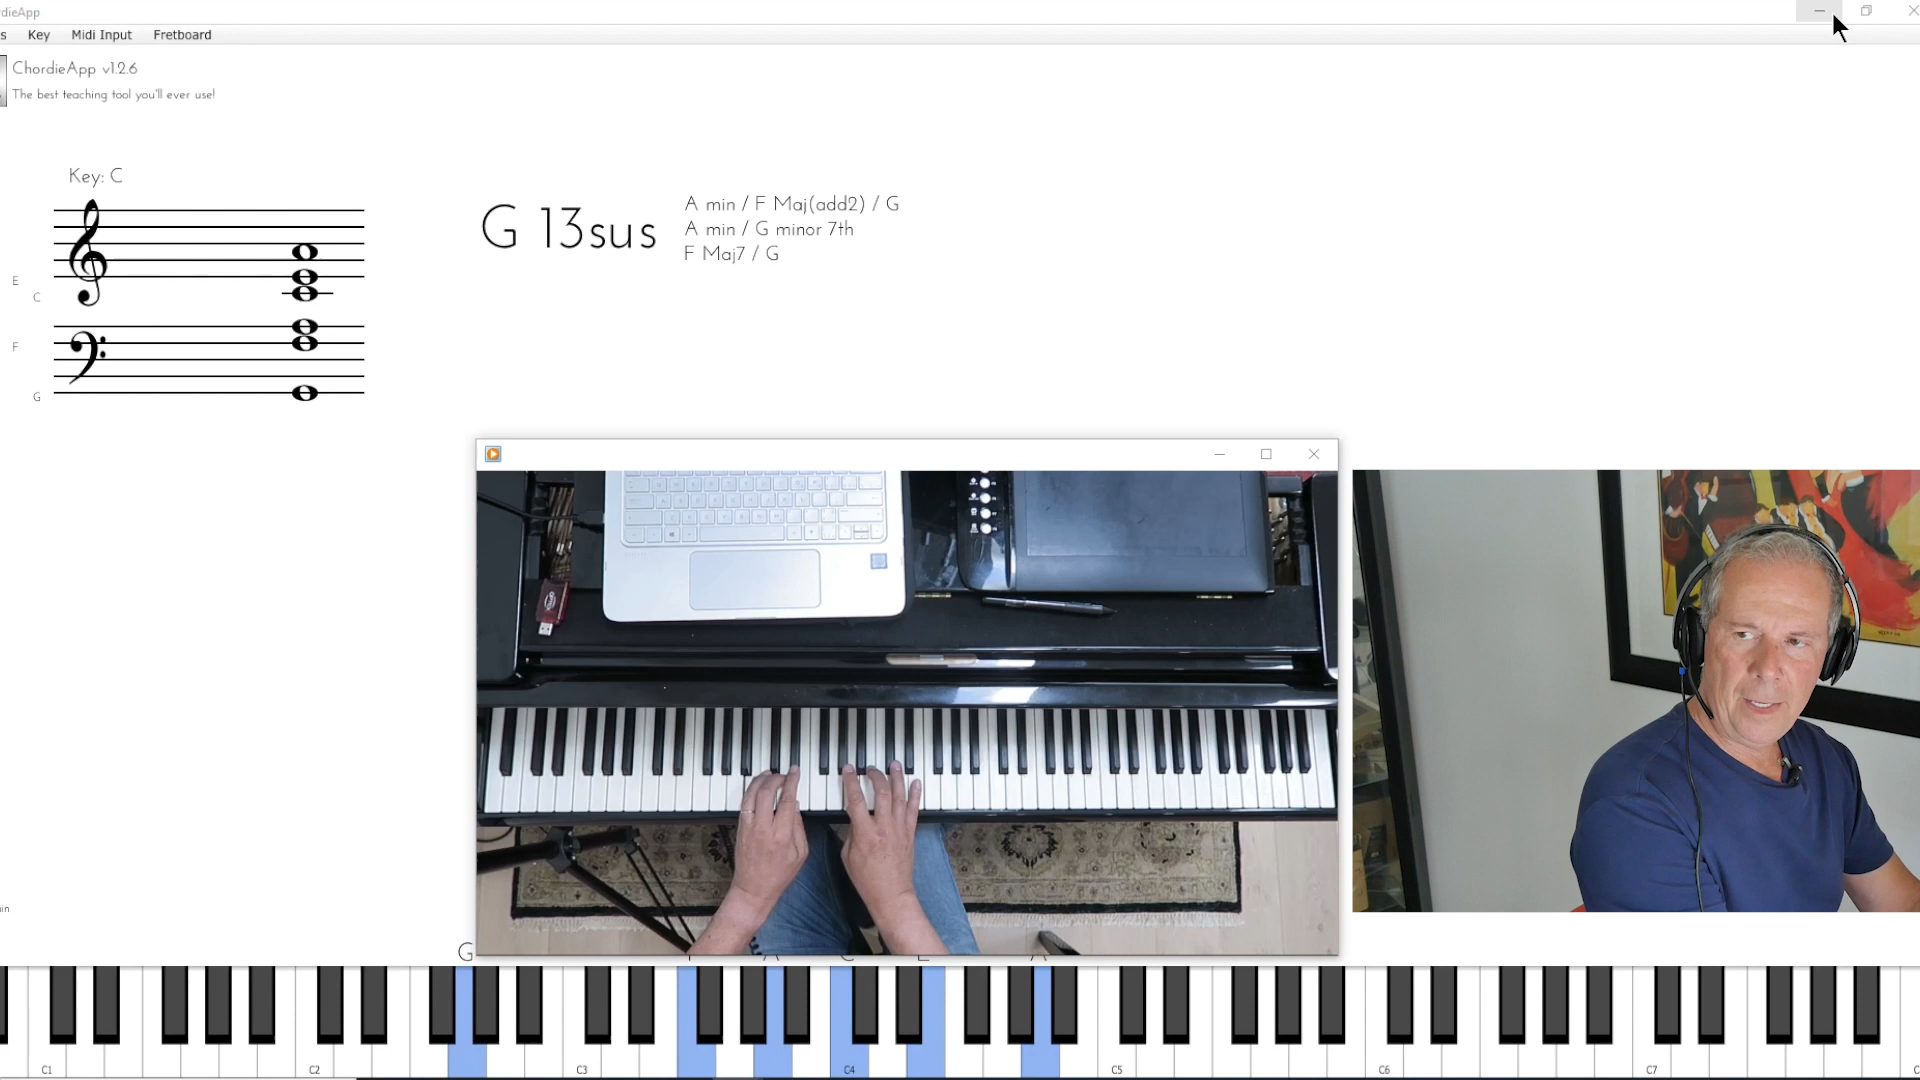 dieApp
s Key Midi Input Fretboard
ChordieApp v1.2.6
The best teaching tool you'll ever use!
Key: C
G 13sus
A min / F Maj(add2) / G
A min / G minor 7th
F Maj7 / G
E
C
F
G
in
G
C1 C2 C3 C4 C5 C6 C7 C